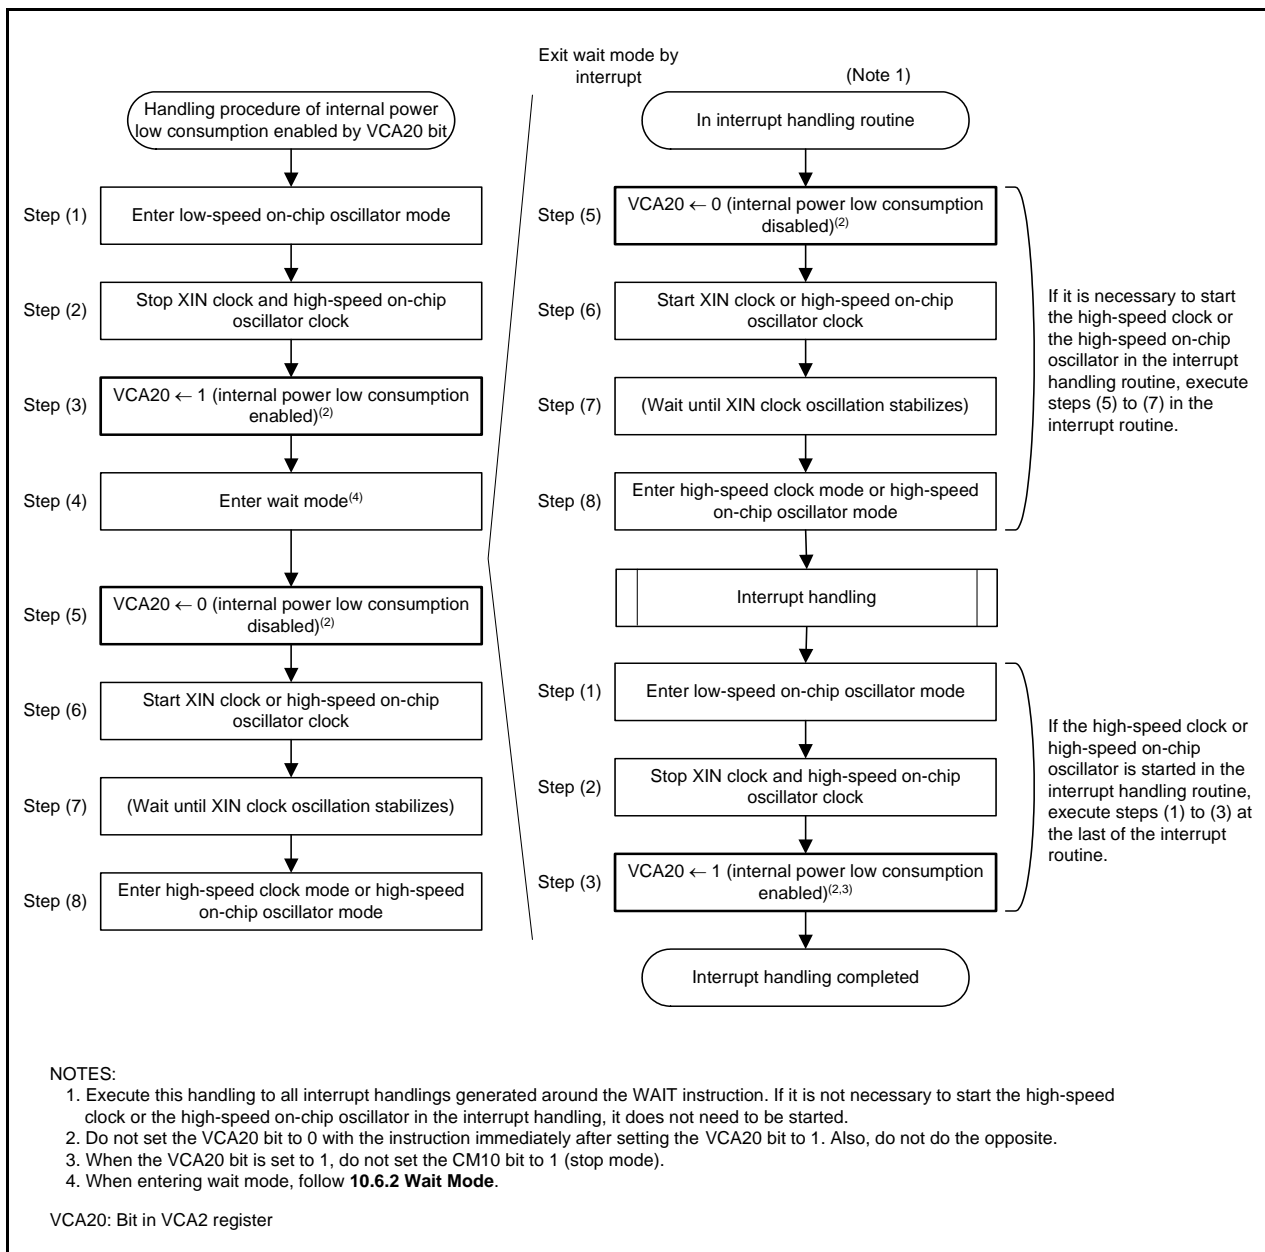 Handling procedure of internal power
low consumption enabled by VCA20 bit
Step (1)
Enter low-speed on-chip oscillator mode
Step (2)
Stop XIN clock and high-speed on-chip
oscillator clock
Step (3)
VCA20 ← 1 (internal power low consumption
enabled)(2)
Step (4)
Enter wait mode(4)
Step (5)
VCA20 ← 0 (internal power low consumption
disabled)(2)
Step (6)
Start XIN clock or high-speed on-chip
oscillator clock
Step (7)
(Wait until XIN clock oscillation stabilizes)
Step (8)
Enter high-speed clock mode or high-speed
on-chip oscillator mode
Exit wait mode by
interrupt
(Note 1)
In interrupt handling routine
Step (5)
VCA20 ← 0 (internal power low consumption
disabled)(2)
Step (6)
Start XIN clock or high-speed on-chip
oscillator clock
Step (7)
(Wait until XIN clock oscillation stabilizes)
Step (8)
Enter high-speed clock mode or high-speed
on-chip oscillator mode
If it is necessary to start
the high-speed clock or
the high-speed on-chip
oscillator in the interrupt
handling routine, execute
steps (5) to (7) in the
interrupt routine.
Interrupt handling
Step (1)
Enter low-speed on-chip oscillator mode
Step (2)
Stop XIN clock and high-speed on-chip
oscillator clock
Step (3)
VCA20 ← 1 (internal power low consumption
enabled)(2,3)
If the high-speed clock or
high-speed on-chip
oscillator is started in the
interrupt handling routine,
execute steps (1) to (3) at
the last of the interrupt
routine.
Interrupt handling completed
NOTES:
1. Execute this handling to all interrupt handlings generated around the WAIT instruction. If it is not necessary to start the high-speed
clock or the high-speed on-chip oscillator in the interrupt handling, it does not need to be started.
2. Do not set the VCA20 bit to 0 with the instruction immediately after setting the VCA20 bit to 1. Also, do not do the opposite.
3. When the VCA20 bit is set to 1, do not set the CM10 bit to 1 (stop mode).
4. When entering wait mode, follow 10.6.2 Wait Mode.
VCA20: Bit in VCA2 register